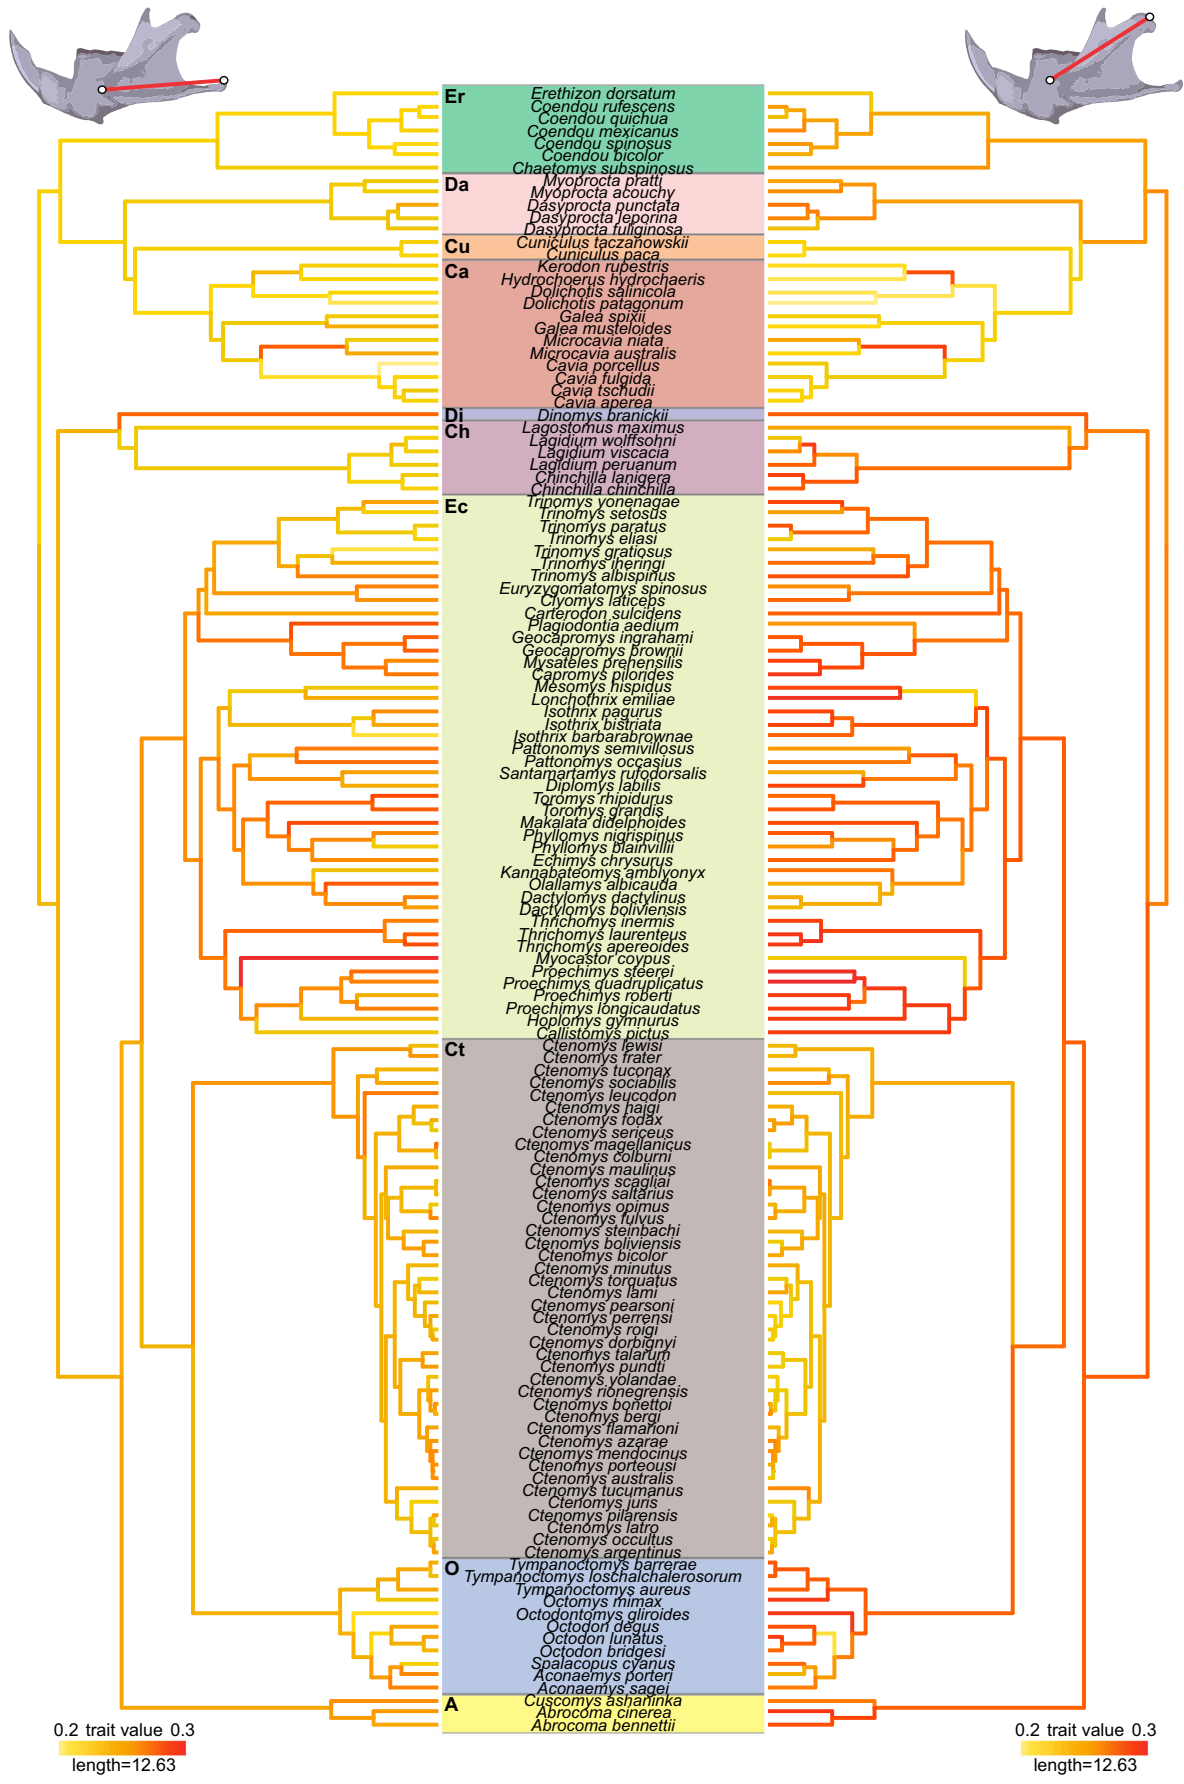 Er
Erethizon dorsatum
Coendou rufescens
Coendou quichua
Coendou mexicanus
Coendou spinosus
Coendou bicolor
Chaetomys subspinosus
Da
Myoprocta pratti
Myoprocta acouchy
Dasyprocta punctata
Dasyprocta leporina
Dasyprocta fuliginosa
Cu
Cuniculus taczanowskii
Cuniculus paca
Ca
Kerodon rupestris
Hydrochoerus hydrochaeris
Dolichotis salinicola
Dolichotis patagonum
Galea spixii
Galea musteloides
Microcavia niata
Microcavia australis
Cavia porcellus
Cavia fulgida
Cavia tschudii
Cavia aperea
Di
Dinomys branickii
Ch
Lagostomus maximus
Lagidium wolffsohni
Lagidium viscacia
Lagidium peruanum
Chinchilla lanigera
Chinchilla chinchilla
Ec
Trinomys yonenagae
Trinomys setosus
Trinomys paratus
Trinomys eliasi
Trinomys gratiosus
Trinomys iheringi
Trinomys albispinus
Euryzygomatomys spinosus
Clyomys laticeps
Carterodon sulcidens
Plagiodontia aedium
Geocapromys ingrahami
Geocapromys brownii
Mysateles prehensilis
Capromys pilorides
Mesomys hispidus
Lonchothrix emiliae
Isothrix pagurus
Isothrix bistriata
Isothrix barbarabrownae
Pattonomys semivillosus
Pattonomys occasius
Santamartamys rufodorsalis
Diplomys labilis
Toromys rhipidurus
Toromys grandis
Makalata didelphoides
Phyllomys nigrispinus
Phyllomys blainvillii
Echimys chrysurus
Kannabateomys amblyonyx
Olallamys albicauda
Dactylomys dactylinus
Dactylomys boliviensis
Thrichomys inermis
Thrichomys laurenteus
Thrichomys apereoides
Myocastor coypus
Proechimys steerei
Proechimys quadruplicatus
Proechimys roberti
Proechimys longicaudatus
Hoplomys gymnurus
Callistomys pictus
Ct
Ctenomys lewisi
Ctenomys frater
Ctenomys tuconax
Ctenomys sociabilis
Ctenomys leucodon
Ctenomys haigi
Ctenomys fodax
Ctenomys sericeus
Ctenomys magellanicus
Ctenomys colburni
Ctenomys maulinus
Ctenomys scagliai
Ctenomys saltarius
Ctenomys opimus
Ctenomys fulvus
Ctenomys steinbachi
Ctenomys boliviensis
Ctenomys bicolor
Ctenomys minutus
Ctenomys torquatus
Ctenomys lami
Ctenomys pearsoni
Ctenomys perrensi
Ctenomys roigi
Ctenomys dorbignyi
Ctenomys talarum
Ctenomys pundti
Ctenomys yolandae
Ctenomys rionegrensis
Ctenomys bonettoi
Ctenomys bergi
Ctenomys flamarioni
Ctenomys azarae
Ctenomys mendocinus
Ctenomys porteousi
Ctenomys australis
Ctenomys tucumanus
Ctenomys juris
Ctenomys pilarensis
Ctenomys latro
Ctenomys occultus
Ctenomys argentinus
O
Tympanoctomys barrerae
Tympanoctomys loschalchalerosorum
Tympanoctomys aureus
Octomys mimax
Octodontomys gliroides
Octodon degus
Octodon lunatus
Octodon bridgesi
Spalacopus cyanus
Aconaemys porteri
Aconaemys sagei
A
Cuscomys ashaninka
Abrocoma cinerea
Abrocoma bennettii
0.2 trait value 0.3
length=12.63
0.2 trait value 0.3
length=12.63